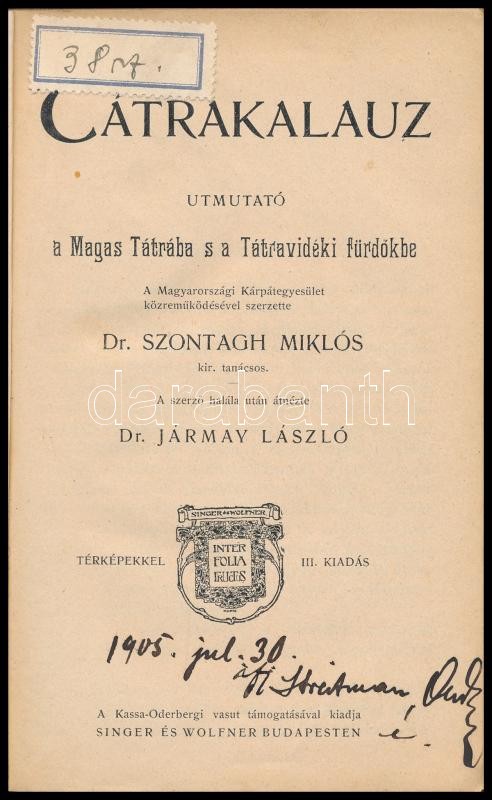 38
TÁTRAKALAUZ
UTMUTATÓ
a Magas Tátrába s a Tátravidéki fürdőkbe
A Magyarországi Kárpátegyesület
közreműködésével szerzette
Dr. SZONTAGH MIKLÓS
kir. tanácsos.
darabanth
A szerző halála után átnézte
Dr. JÁRMAY LÁSZLÓ
SINGER ÉS WOLFNER
INTER
FOLIA
FRUCTUS
TÉRKÉPEKKEL III. KIADÁS
1905. jul. 30.
A Kassa-Oderbergi vasut támogatásával kiadja
SINGER ÉS WOLFNER BUDAPESTEN